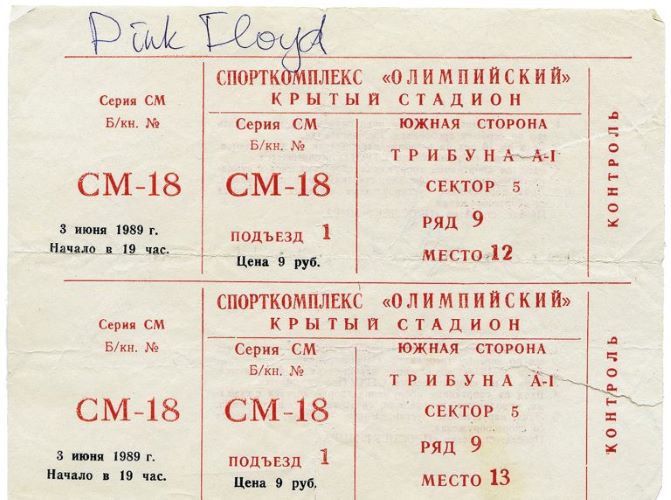 Pink Floyd
СПОРТКОМПЛЕКС «ОЛИМПИЙСКИЙ»
КРЫТЫЙ СТАДИОН
Серия СМ
Б/кн. №
СМ-18
3 июня 1989 г.
Начало в 19 час.
Серия СМ
Б/кн. №
СМ-18
ПОДЪЕЗД 1
Цена 9 руб.
ЮЖНАЯ СТОРОНА
ТРИБУНА А-I
СЕКТОР 5
РЯД 9
МЕСТО 12
КОНТРОЛЬ
СПОРТКОМПЛЕКС «ОЛИМПИЙСКИЙ»
КРЫТЫЙ СТАДИОН
Серия СМ
Б/кн. №
СМ-18
3 июня 1989 г.
Начало в 19 час.
Серия СМ
Б/кн. №
СМ-18
ПОДЪЕЗД 1
Цена 9 руб.
ЮЖНАЯ СТОРОНА
ТРИБУНА А-I
СЕКТОР 5
РЯД 9
МЕСТО 13
КОНТРОЛЬ